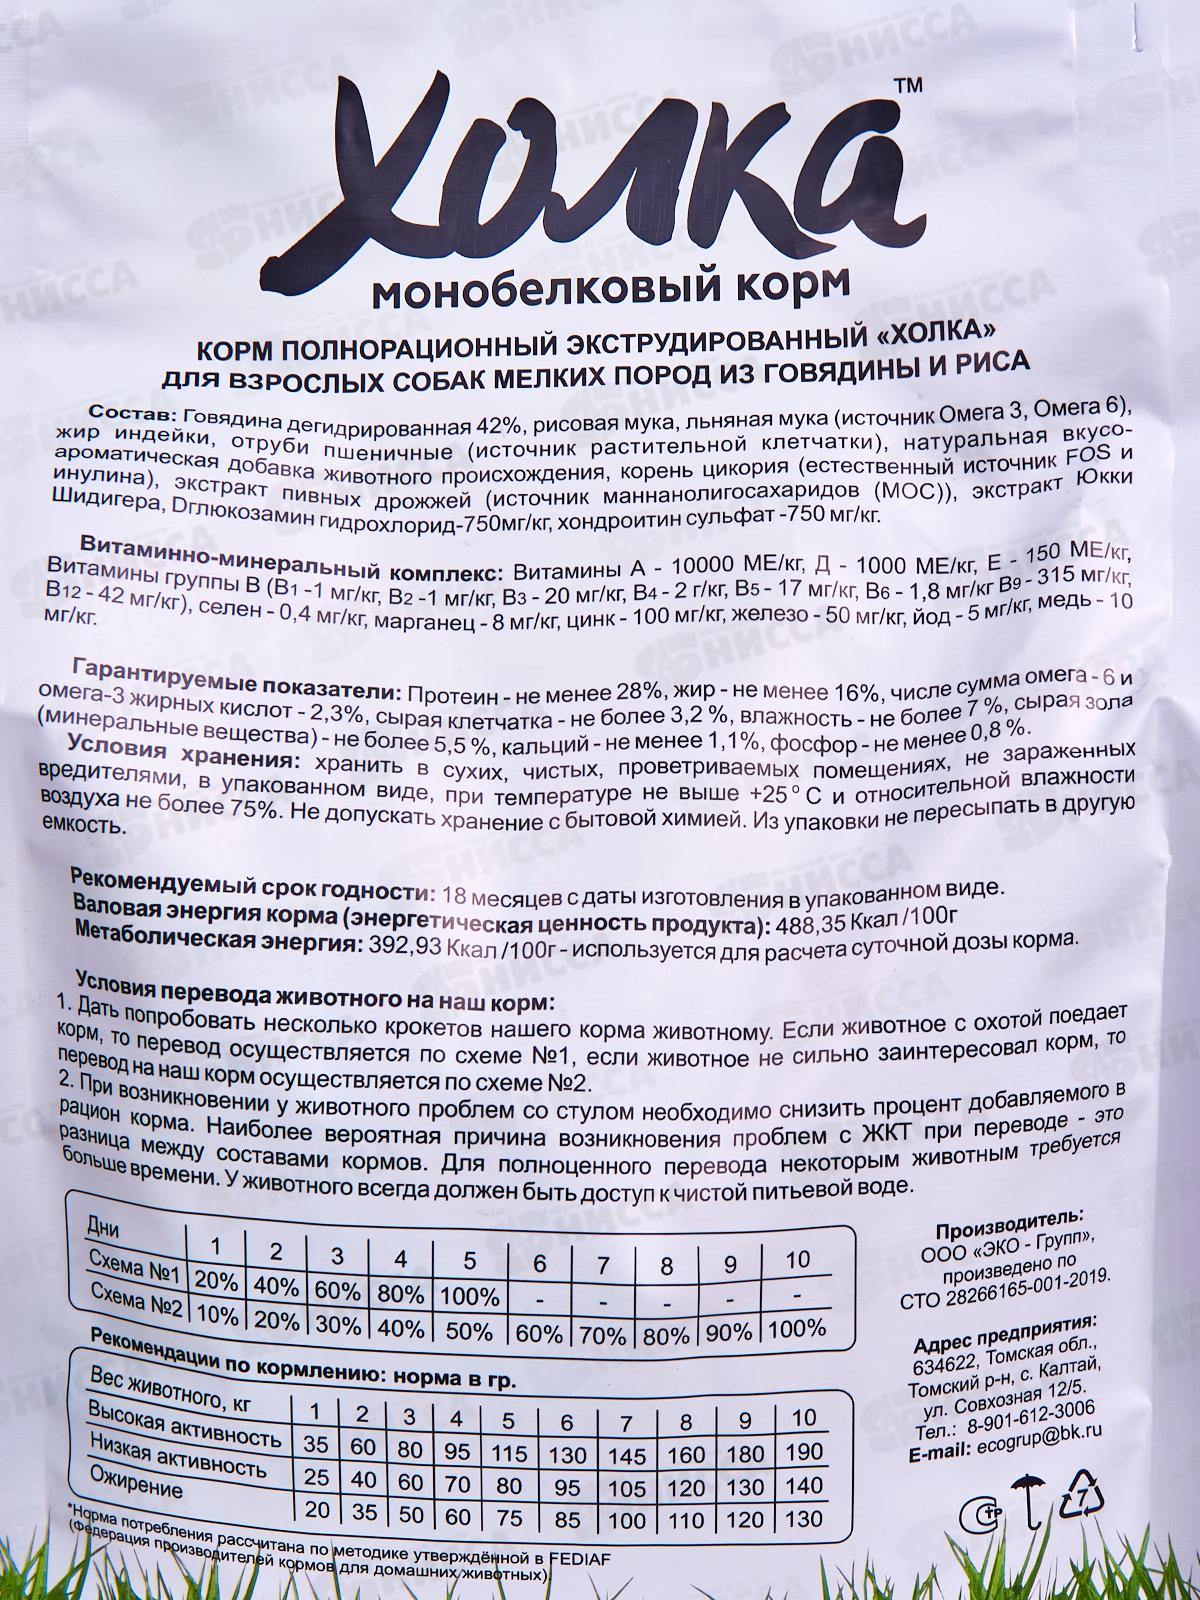 Холка™
монобелковый корм
КОРМ ПОЛНОРАЦИОННЫЙ ЭКСТРУДИРОВАННЫЙ «ХОЛКА»
ДЛЯ ВЗРОСЛЫХ СОБАК МЕЛКИХ ПОРОД ИЗ ГОВЯДИНЫ И РИСА
Состав: Говядина дегидрированная 42%, рисовая мука, льняная мука (источник Омега 3, Омега 6),
жир индейки, отруби пшеничные (источник растительной клетчатки), натуральная вкусо-
ароматическая добавка животного происхождения, корень цикория (естественный источник FOS и
инулина), экстракт пивных дрожжей (источник маннанолигосахаридов (МОС)), экстракт Юкки
Шидигера, Dглюкозамин гидрохлорид-750мг/кг, хондроитин сульфат -750 мг/кг.
Витаминно-минеральный комплекс: Витамины А - 10000 МЕ/кг, Д - 1000 МЕ/кг, Е - 150 МЕ/кг,
Витамины группы В (В1 -1 мг/кг, В2 -1 мг/кг, В3 - 20 мг/кг, В4 - 2 г/кг, В5 - 17 мг/кг, В6 - 1,8 мг/кг В9 - 315 мг/кг,
В12 - 42 мг/кг), селен - 0,4 мг/кг, марганец - 8 мг/кг, цинк - 100 мг/кг, железо - 50 мг/кг, йод - 5 мг/кг, медь - 10
мг/кг.
Гарантируемые показатели: Протеин - не менее 28%, жир - не менее 16%, числе сумма омега - 6 и
омега-3 жирных кислот - 2,3%, сырая клетчатка - не более 3,2 %, влажность - не более 7 %, сырая зола
(минеральные вещества) - не более 5,5 %, кальций - не менее 1,1%, фосфор - не менее 0,8 %.
Условия хранения: хранить в сухих, чистых, проветриваемых помещениях, не зараженных
вредителями, в упакованном виде, при температуре не выше +25° С и относительной влажности
воздуха не более 75%. Не допускать хранение с бытовой химией. Из упаковки не пересыпать в другую
емкость.
Рекомендуемый срок годности: 18 месяцев с даты изготовления в упакованном виде.
Валовая энергия корма (энергетическая ценность продукта): 488,35 Ккал /100г
Метаболическая энергия: 392,93 Ккал /100г - используется для расчета суточной дозы корма.
Условия перевода животного на наш корм:
1. Дать попробовать несколько крокетов нашего корма животному. Если животное с охотой поедает
корм, то перевод осуществляется по схеме №1, если животное не сильно заинтересовал корм, то
перевод на наш корм осуществляется по схеме №2.
2. При возникновении у животного проблем со стулом необходимо снизить процент добавляемого в
рацион корма. Наиболее вероятная причина возникновения проблем с ЖКТ при переводе - это
разница между составами кормов. Для полноценного перевода некоторым животным требуется
больше времени. У животного всегда должен быть доступ к чистой питьевой воде.
Дни 1 2 3 4 5 6 7 8 9 10
Схема №1 20% 40% 60% 80% 100% - - - - -
Схема №2 10% 20% 30% 40% 50% 60% 70% 80% 90% 100%
Рекомендации по кормлению: норма в гр.
Вес животного, кг 1 2 3 4 5 6 7 8 9 10
Высокая активность 35 60 80 95 115 130 145 160 180 190
Низкая активность 25 40 60 70 80 95 105 120 130 140
Ожирение 20 35 50 60 75 85 100 110 120 130
*Норма потребления рассчитана по методике утверждённой в FEDIAF
(Федерация производителей кормов для домашних животных).
Производитель:
ООО «ЭКО - Групп»,
произведено по
СТО 28266165-001-2019.
Адрес предприятия:
634622, Томская обл.,
Томский р-н, с. Калтай,
ул. Совхозная 12/5.
Тел.: 8-901-612-3006
E-mail: ecogrup@bk.ru
СТР
7
НИССА